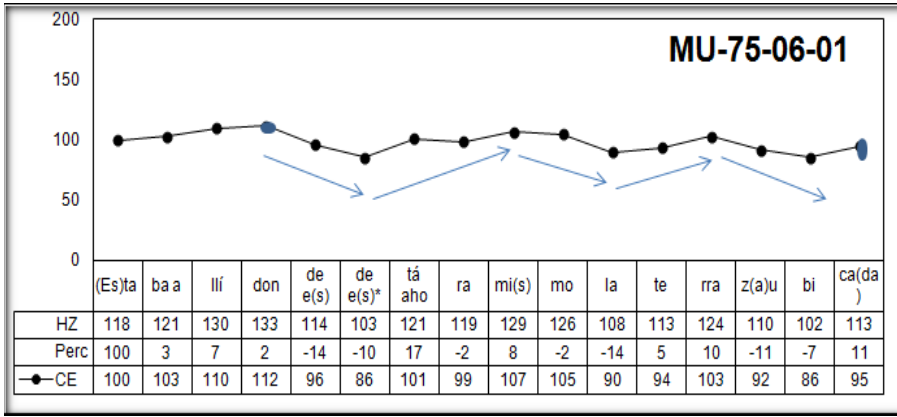 200
MU-75-06-01
150
100
50
0
(Es)ta ba a llí don de e(s) de e(s)* tá aho ra mi(s) mo la te rra z(a)u bi ca(da)
HZ 118 121 130 133 114 103 121 119 129 126 108 113 124 110 102 113
Perc 100 3 7 2 -14 -10 17 -2 8 -2 -14 5 10 -11 -7 11
CE 100 103 110 112 96 86 101 99 107 105 90 94 103 92 86 95